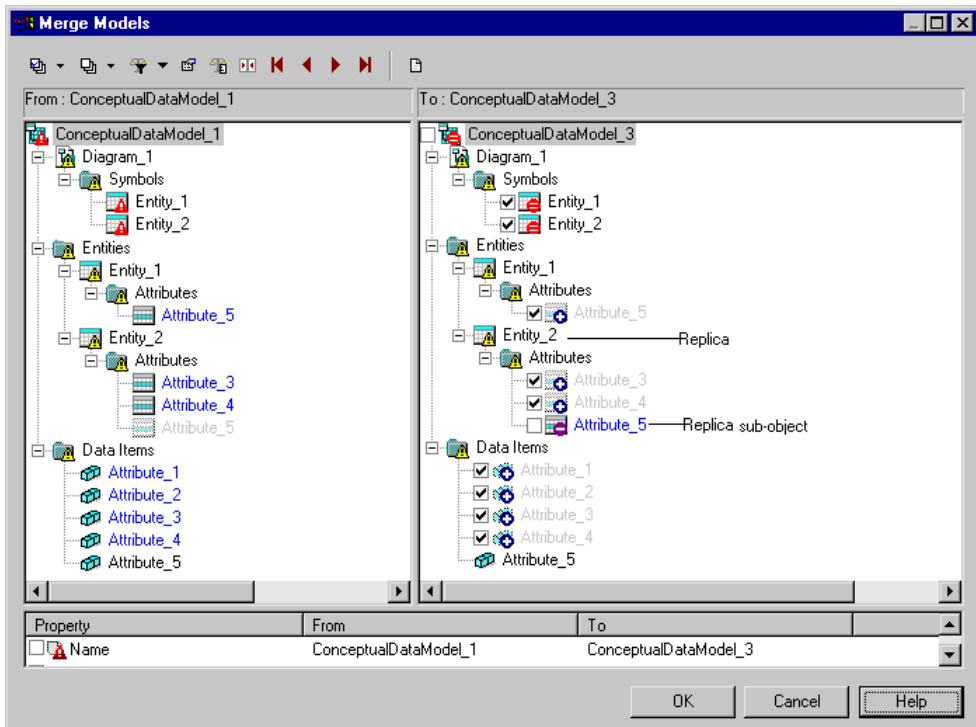 Merge Models
From : ConceptualDataModel_1
ConceptualDataModel_1
Diagram_1
Symbols
Entity_1
Entity_2
Entities
Entity_1
Attributes
Attribute_5
Entity_2
Attributes
Attribute_3
Attribute_4
Attribute_5
Data Items
Attribute_1
Attribute_2
Attribute_3
Attribute_4
Attribute_5
To : ConceptualDataModel_3
ConceptualDataModel_3
Diagram_1
Symbols
Entity_1
Entity_2
Entities
Entity_1
Attributes
Attribute_5
Entity_2 Replica
Attributes
Attribute_3
Attribute_4
Attribute_5 Replica sub-object
Data Items
Attribute_1
Attribute_2
Attribute_3
Attribute_4
Attribute_5
Property From To
Name ConceptualDataModel_1 ConceptualDataModel_3
OK Cancel Help